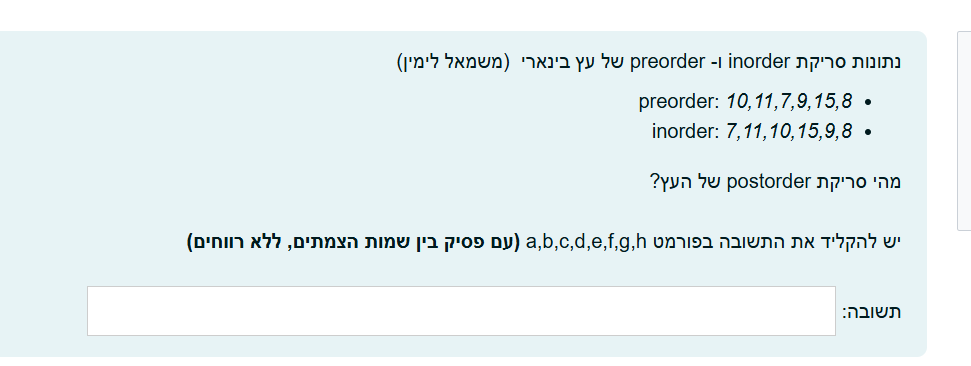 נתונות סריקת inorder ו- preorder של עץ בינארי (משמאל לימין)
• preorder: 10,11,7,9,15,8
• inorder: 7,11,10,15,9,8
מהי סריקת postorder של העץ?
יש להקליד את התשובה בפורמט a,b,c,d,e,f,g,h (עם פסיק בין שמות הצמתים, ללא רווחים)
תשובה: